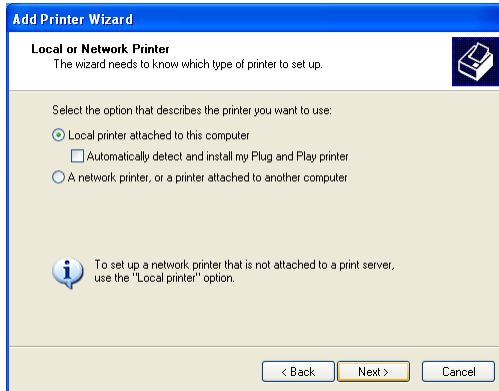 Add Printer Wizard
Local or Network Printer
The wizard needs to know which type of printer to set up.
Select the option that describes the printer you want to use:
Local printer attached to this computer
Automatically detect and install my Plug and Play printer
A network printer, or a printer attached to another computer
To set up a network printer that is not attached to a print server,
use the "Local printer" option.
< Back Next > Cancel